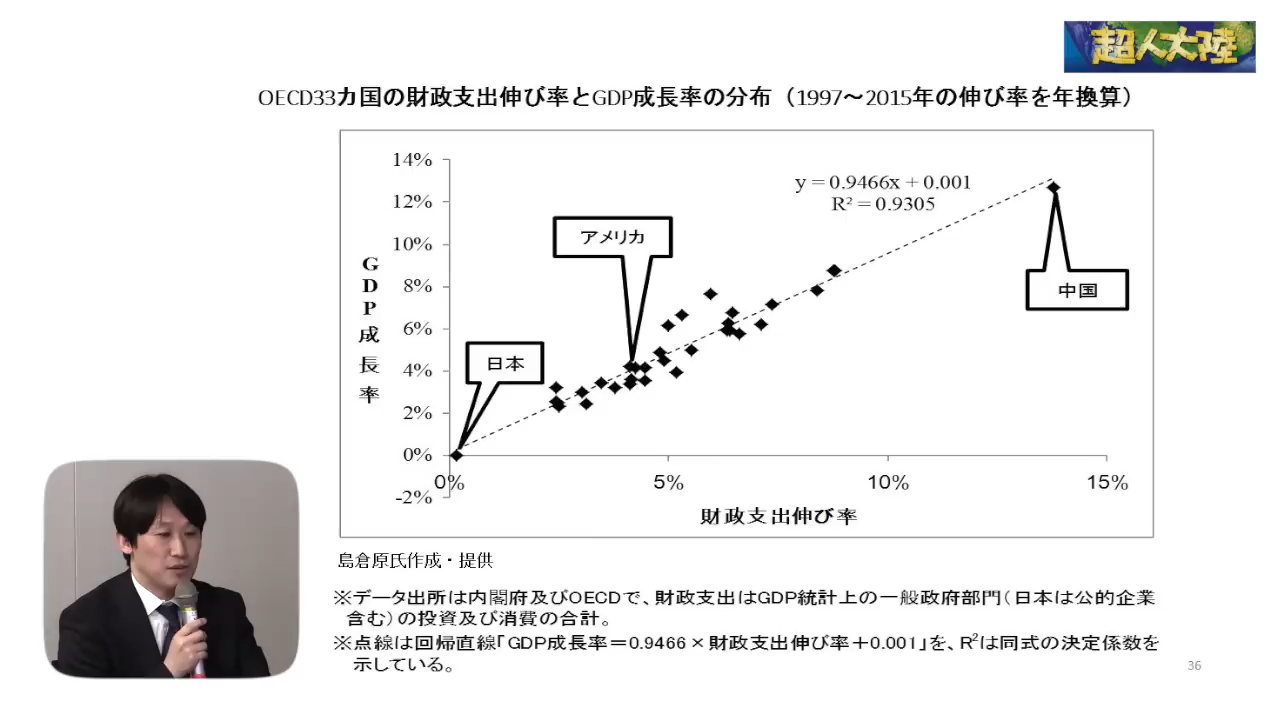 超人大陸
OECD33カ国の財政支出伸び率とGDP成長率の分布（1997～2015年の伸び率を年換算）
14%
12%
10%
8%
6%
4%
2%
0%
-2%
GDP成長率
y = 0.9466x + 0.001
R² = 0.9305
アメリカ
中国
日本
0%
5%
10%
15%
財政支出伸び率
島倉原氏作成・提供
※データ出所は内閣府及びOECDで、財政支出はGDP統計上の一般政府部門（日本は公的企業
含む）の投資及び消費の合計。
※点線は回帰直線「GDP成長率＝0.9466×財政支出伸び率＋0.001」を、R²は同式の決定係数を
示している。
36